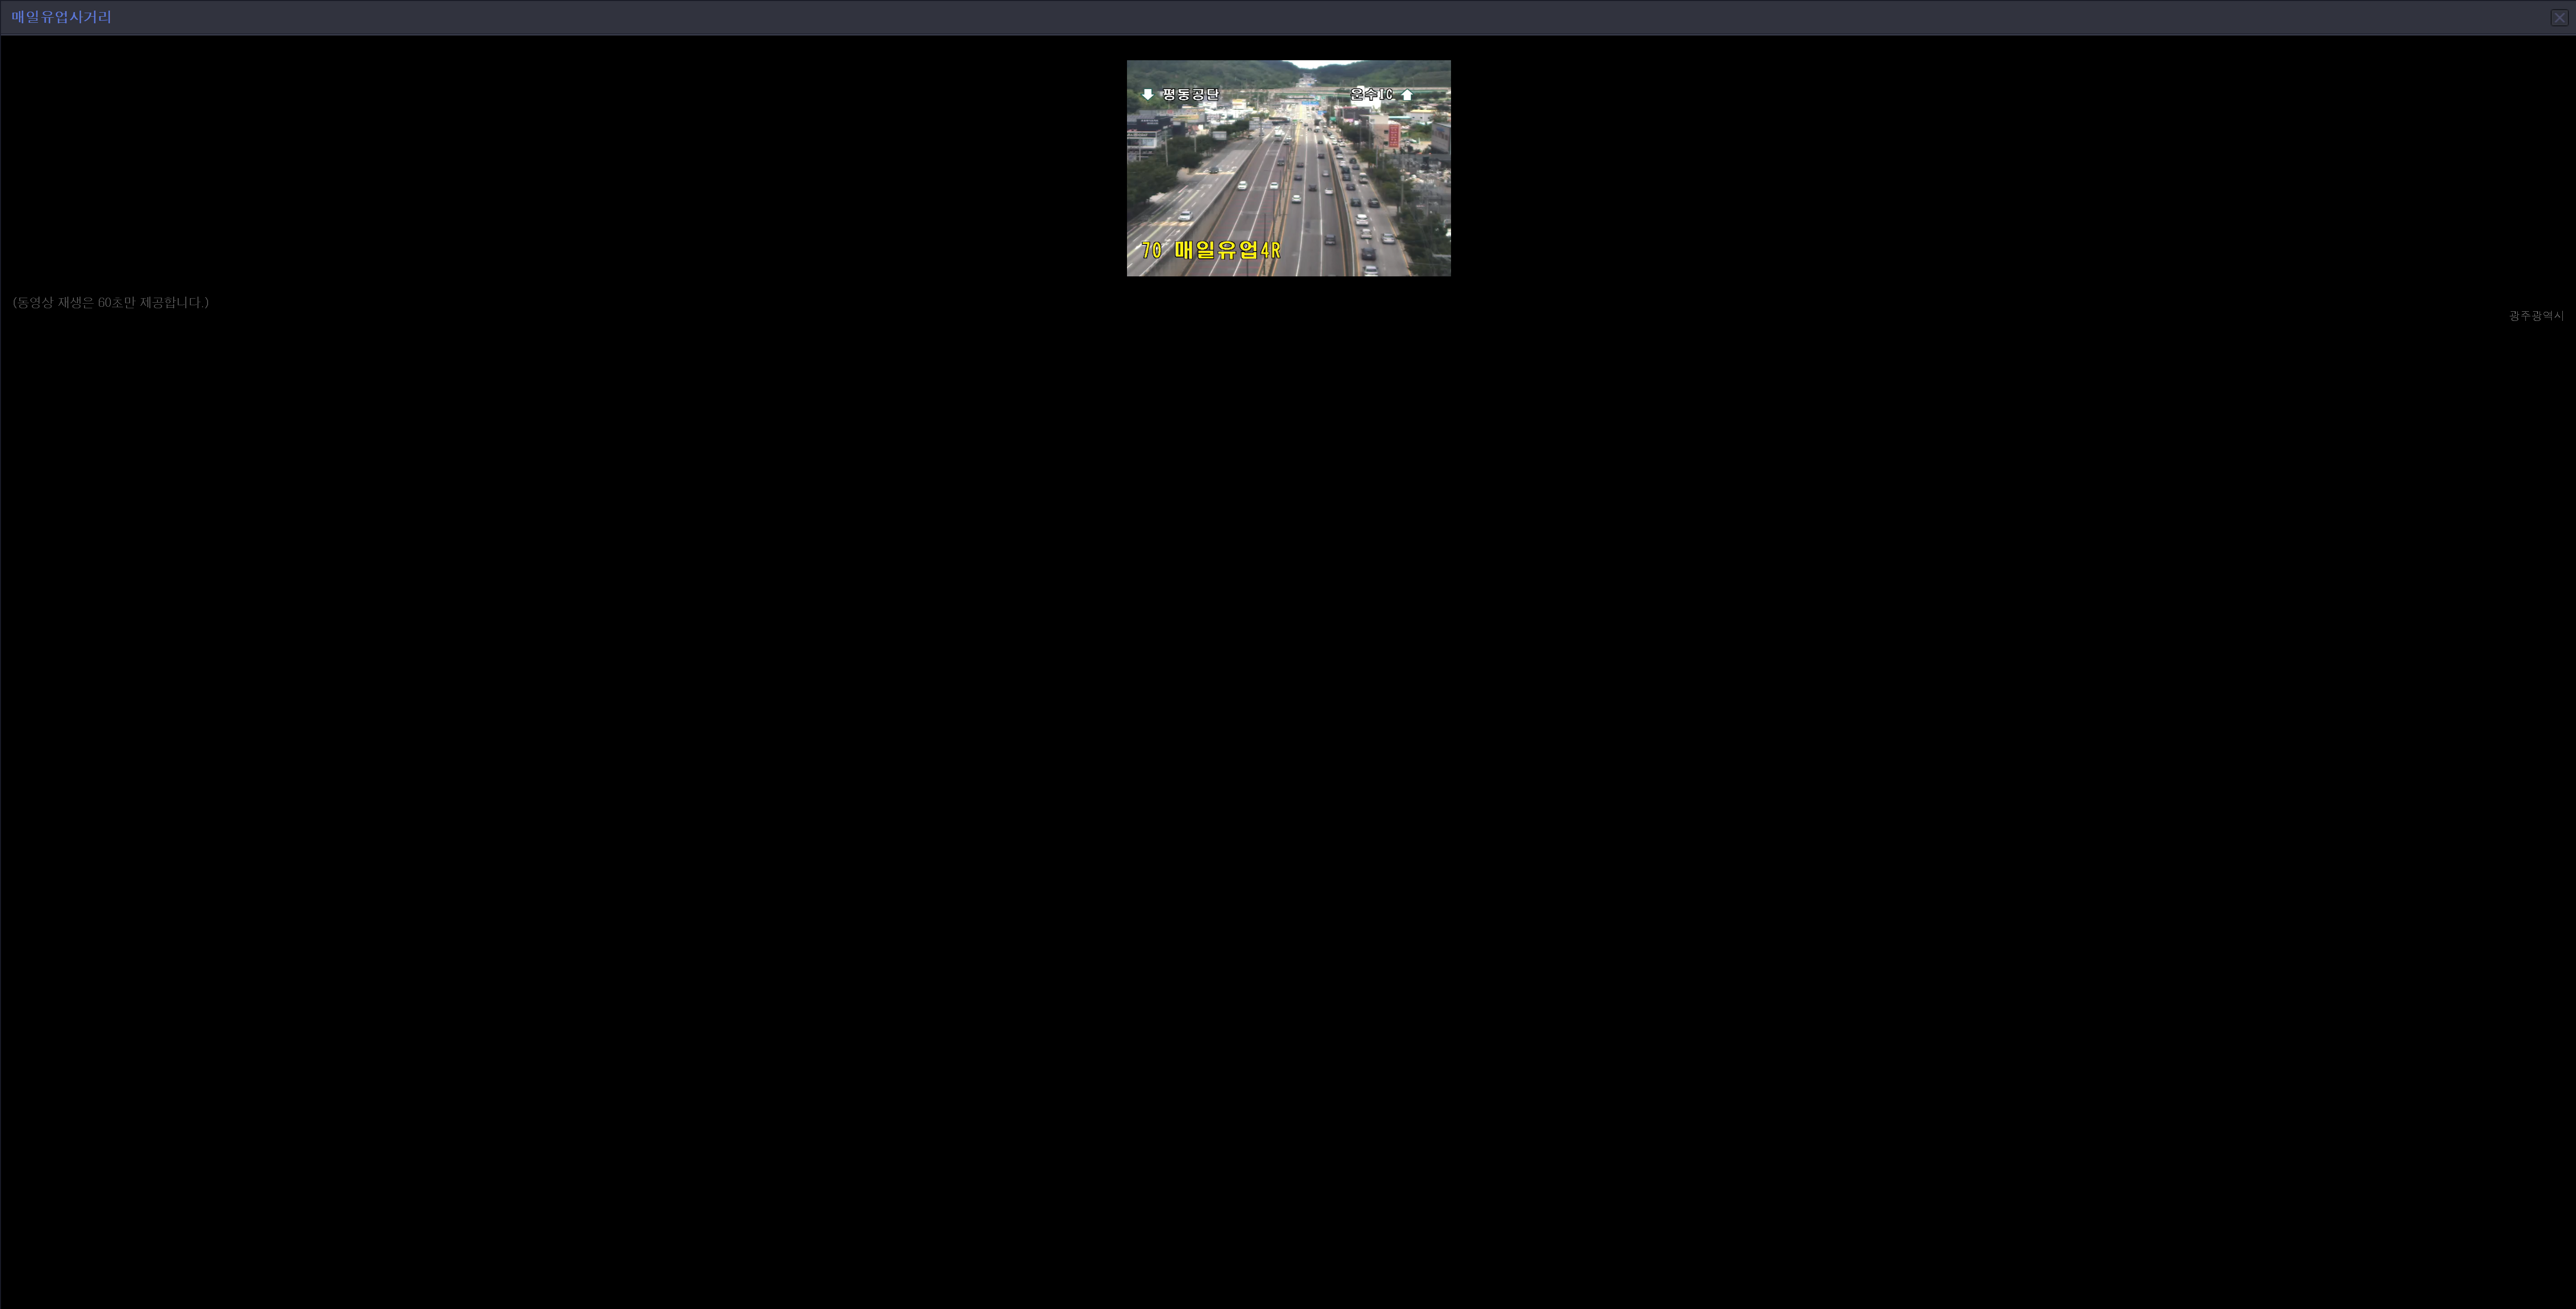 매일유업사거리
⬇ 평동공단
운수IC ⬆
70 매일유업4R
(동영상 재생은 60초만 제공합니다.)
광주광역시